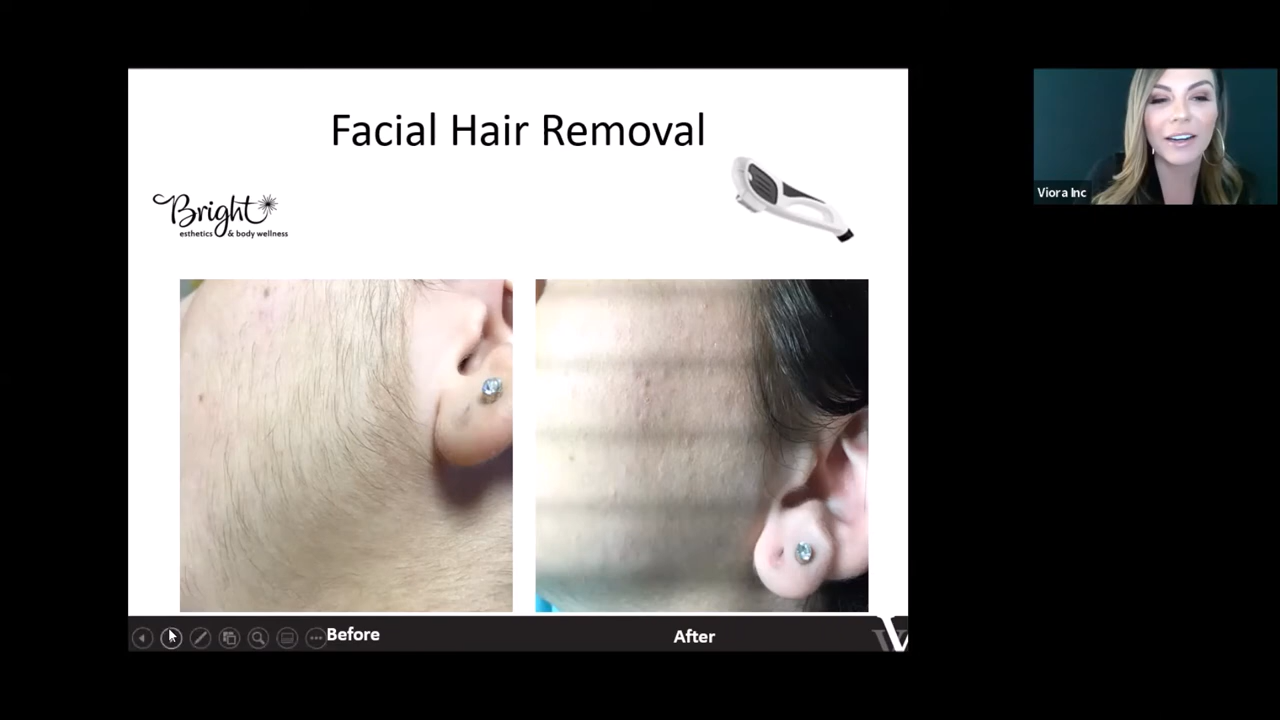 Facial Hair Removal
Bright
esthetics & body wellness
Viora Inc
Before
After